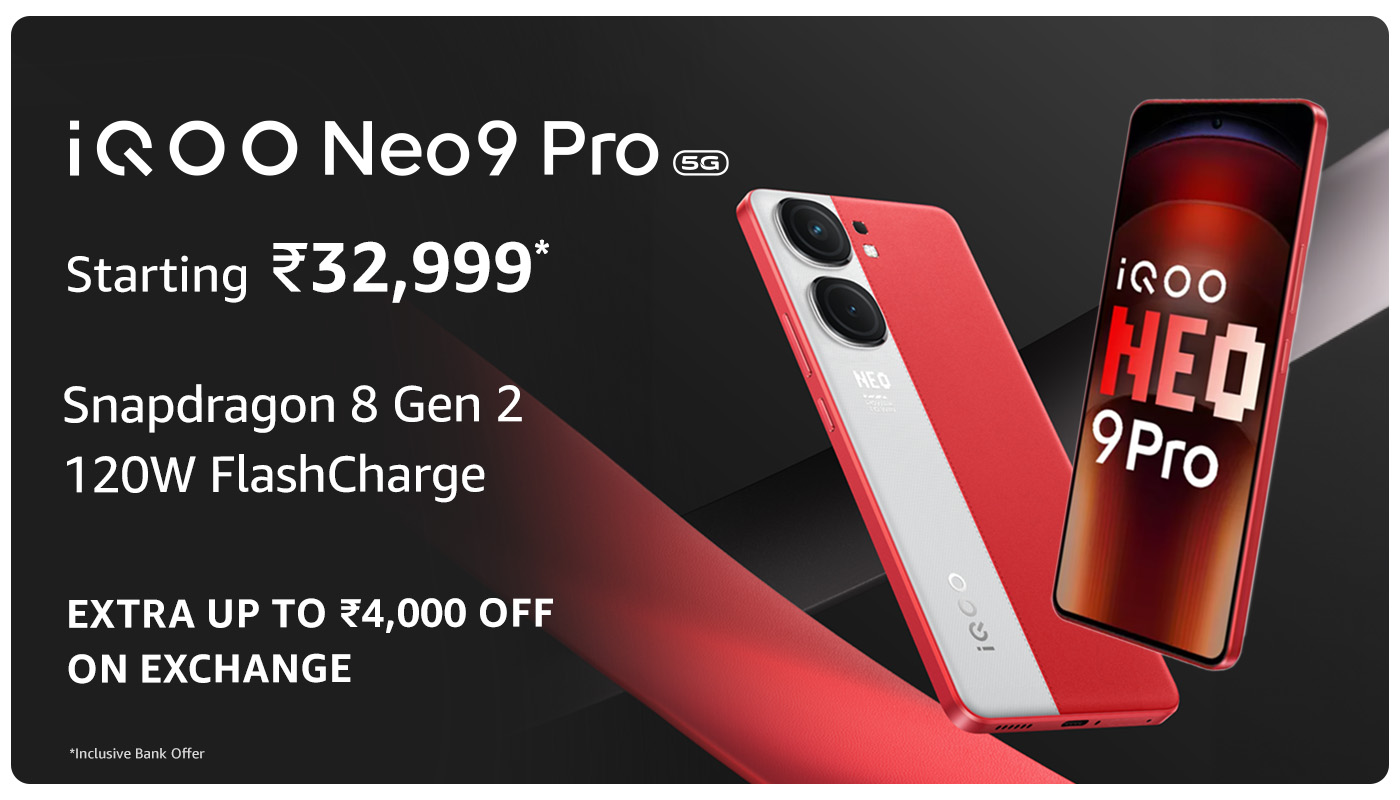 iQOO Neo9 Pro 5G
Starting ₹32,999*
Snapdragon 8 Gen 2
120W FlashCharge
EXTRA UP TO ₹4,000 OFF
ON EXCHANGE
*Inclusive Bank Offer
NEO
iQOO
iQOO
NEO
9Pro